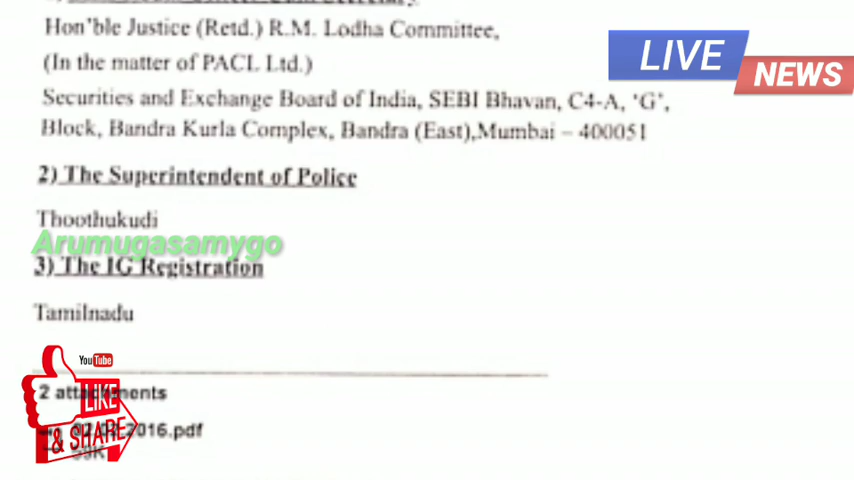 Hon'ble Justice (Retd.) R.M. Lodha Committee,
(In the matter of PACL Ltd.)
Securities and Exchange Board of India, SEBI Bhavan, C4-A, 'G',
Block, Bandra Kurla Complex, Bandra (East),Mumbai – 400051
LIVE
NEWS
2) The Superintendent of Police
Thoothukudi
Arumugasamygo
3) The IG Registration
Tamilnadu
YouTube
2 attachments
LIKE
& SHARE
2016.pdf